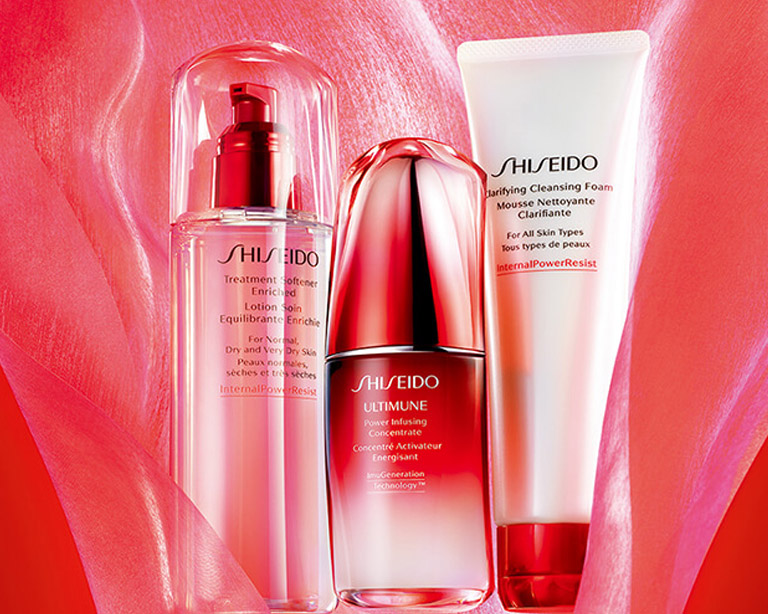 SHISEIDO
Treatment Softener
Enriched
Lotion Soin
Equilibrante Enrichie
For Normal,
Dry and Very Dry Skin
Peaux normales,
sèches et très sèches
InternalPowerResist
SHISEIDO
ULTIMUNE
Power Infusing
Concentrate
Concentré Activateur
Energisant
ImuGeneration
Technology™
SHISEIDO
Clarifying Cleansing Foam
Mousse Nettoyante
Clarifiante
For All Skin Types
Tous types de peaux
InternalPowerResist